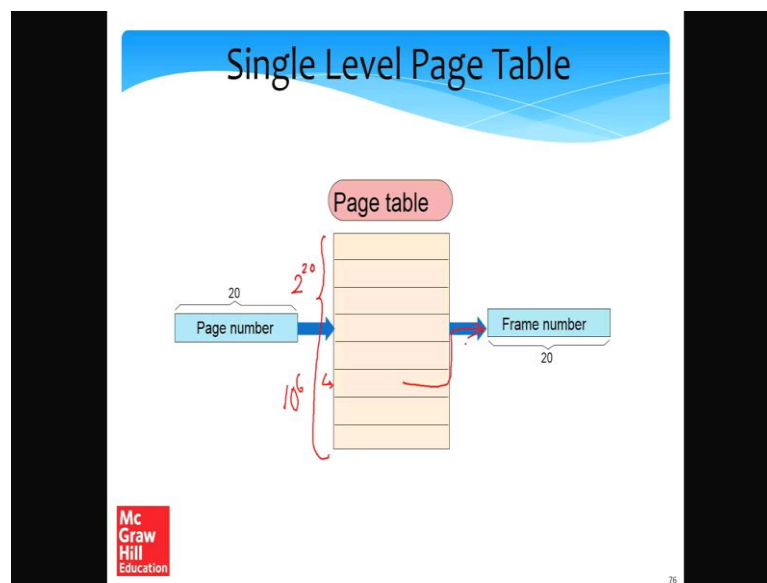 Single Level Page Table
Page table
2^20
20
Page number
Frame number
20
10^6
Mc
Graw
Hill
Education
76